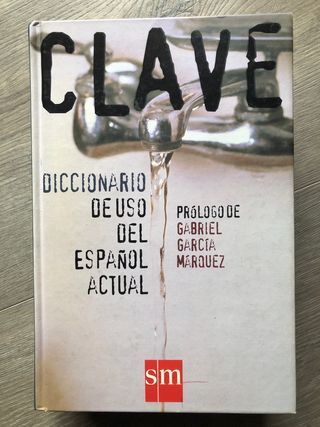 CLAVE
DICCIONARIO
DE USO
DEL
ESPAÑOL
ACTUAL
PRÓLOGO DE
GABRIEL
GARCÍA
MÁRQUEZ
sm